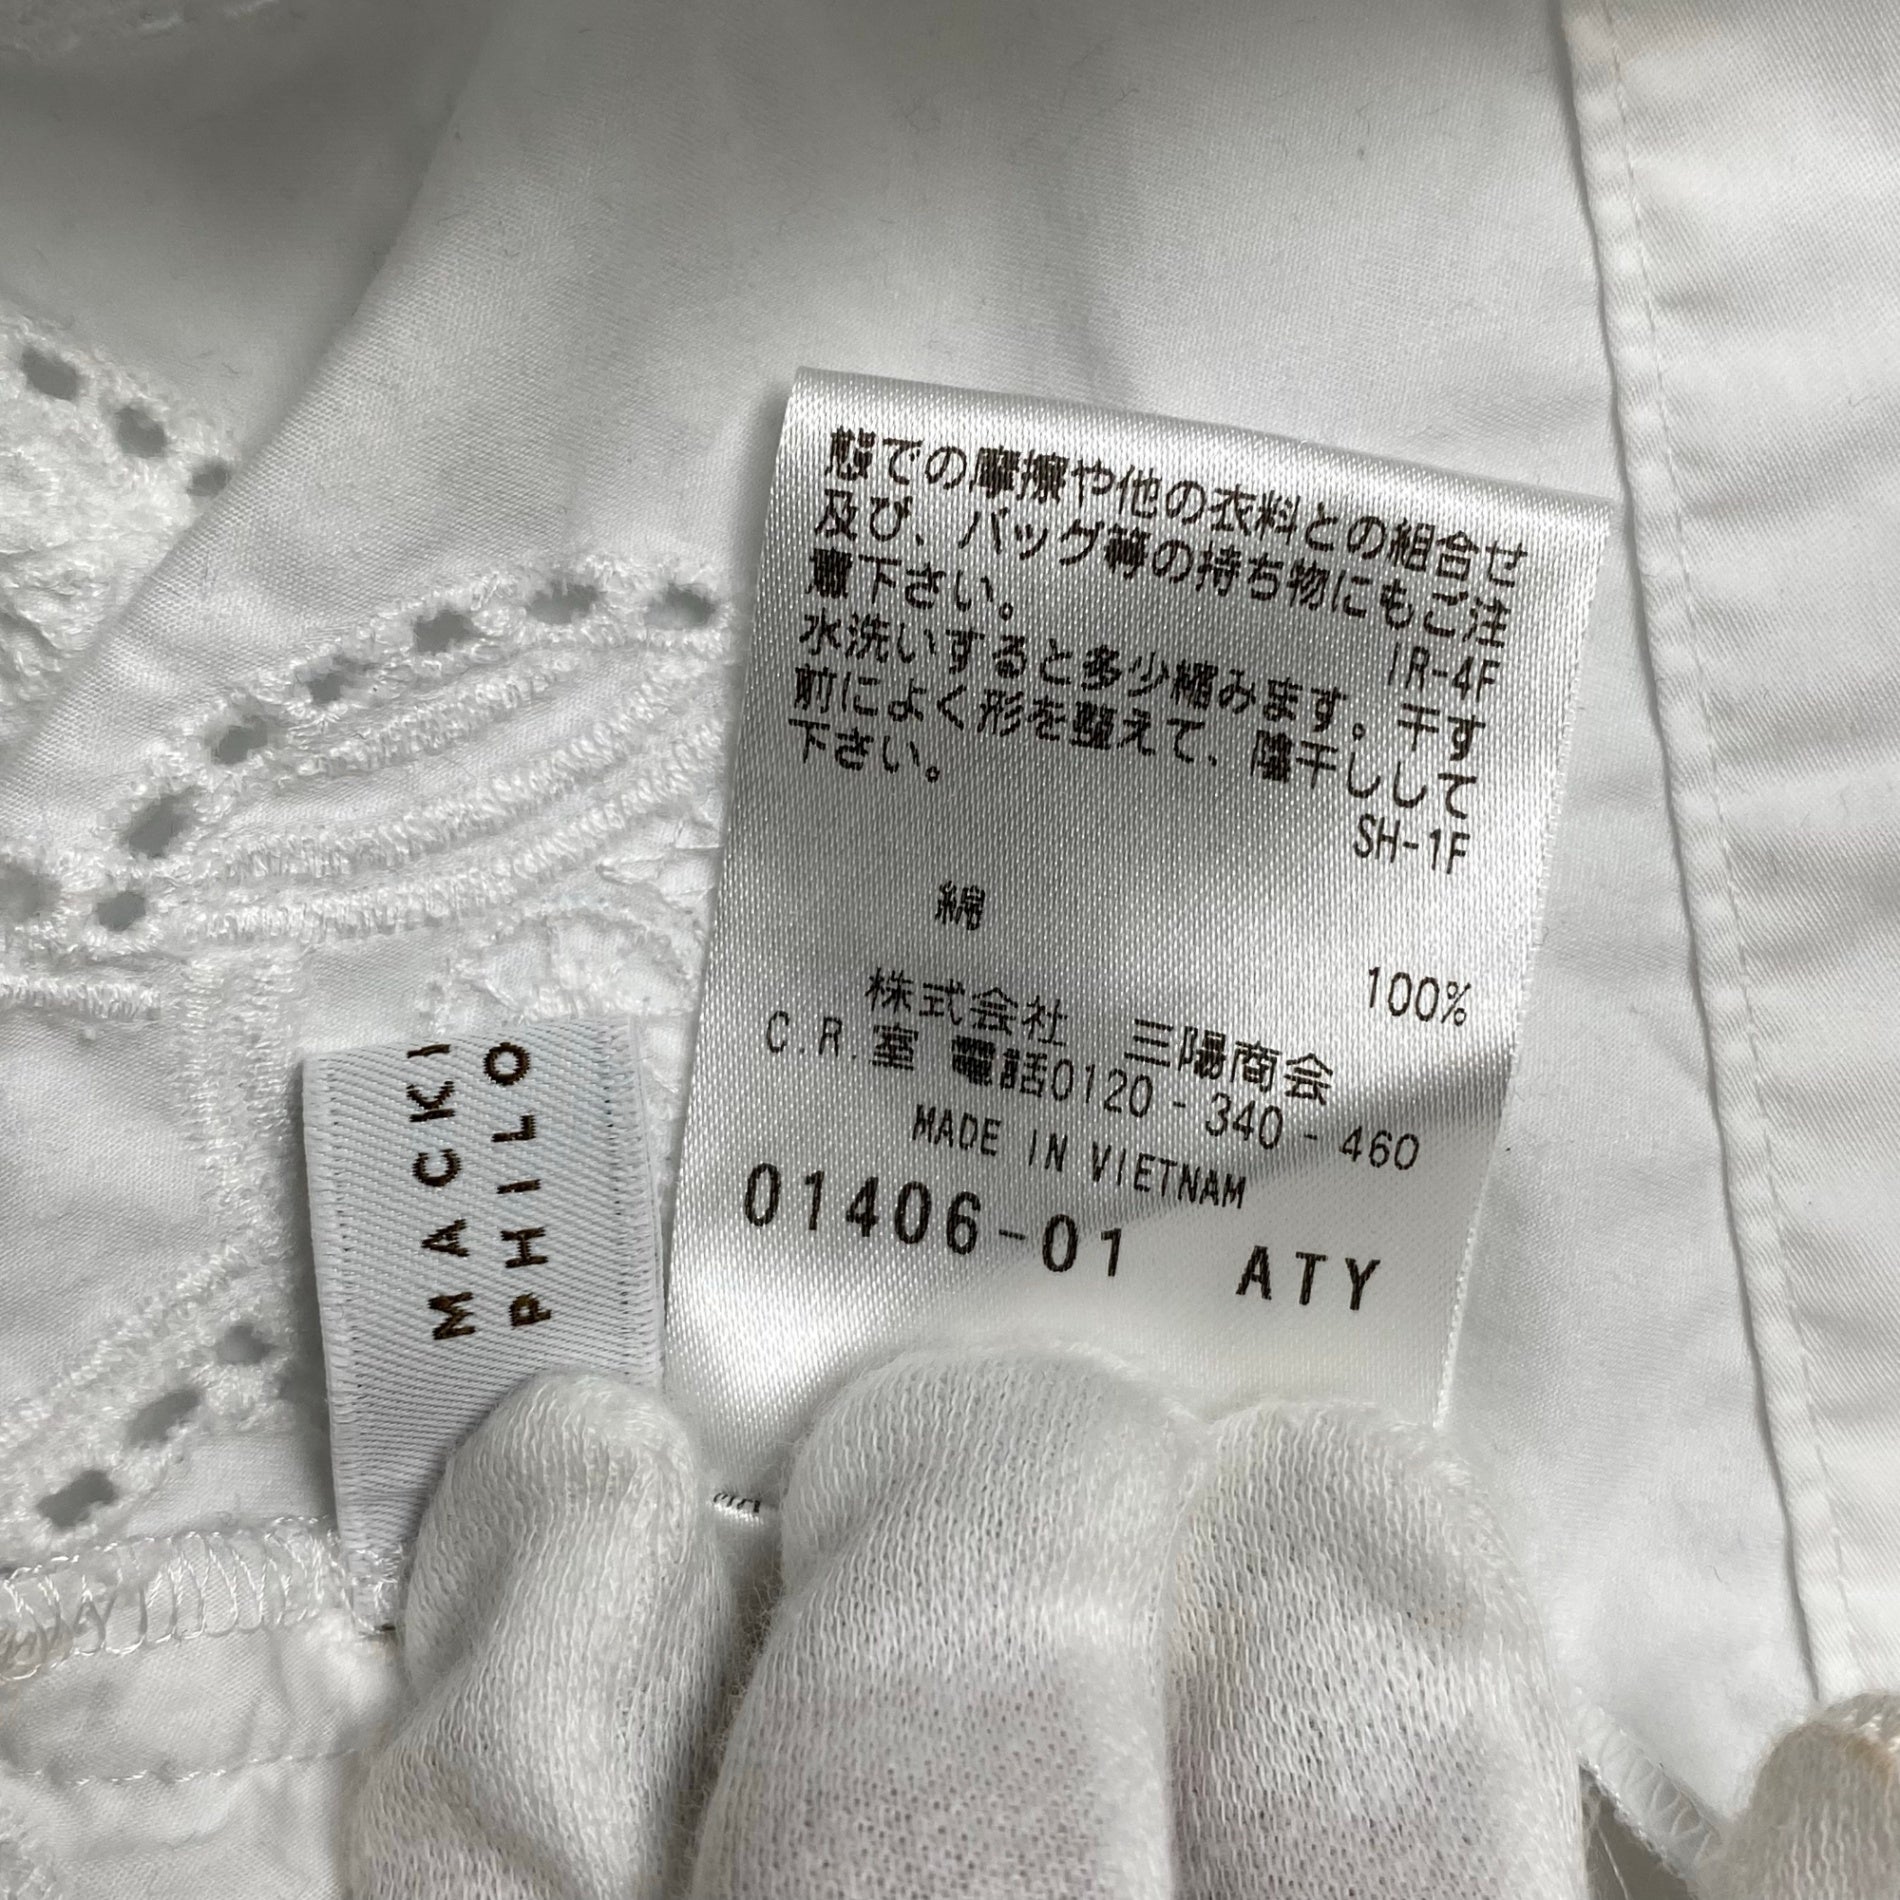 態での摩擦や他の衣料との組合せ
及び、バッグ等の持ち物にもご注
意下さい。
IR-4F
水洗いすると多少縮みます。干す
前によく形を整えて、陰干しして
下さい。
SH-1F
綿 100%
株式会社 三陽商会
C.R.室 電話0120-340-460
MADE IN VIETNAM
01406-01 ATY
MACKI
PHILO